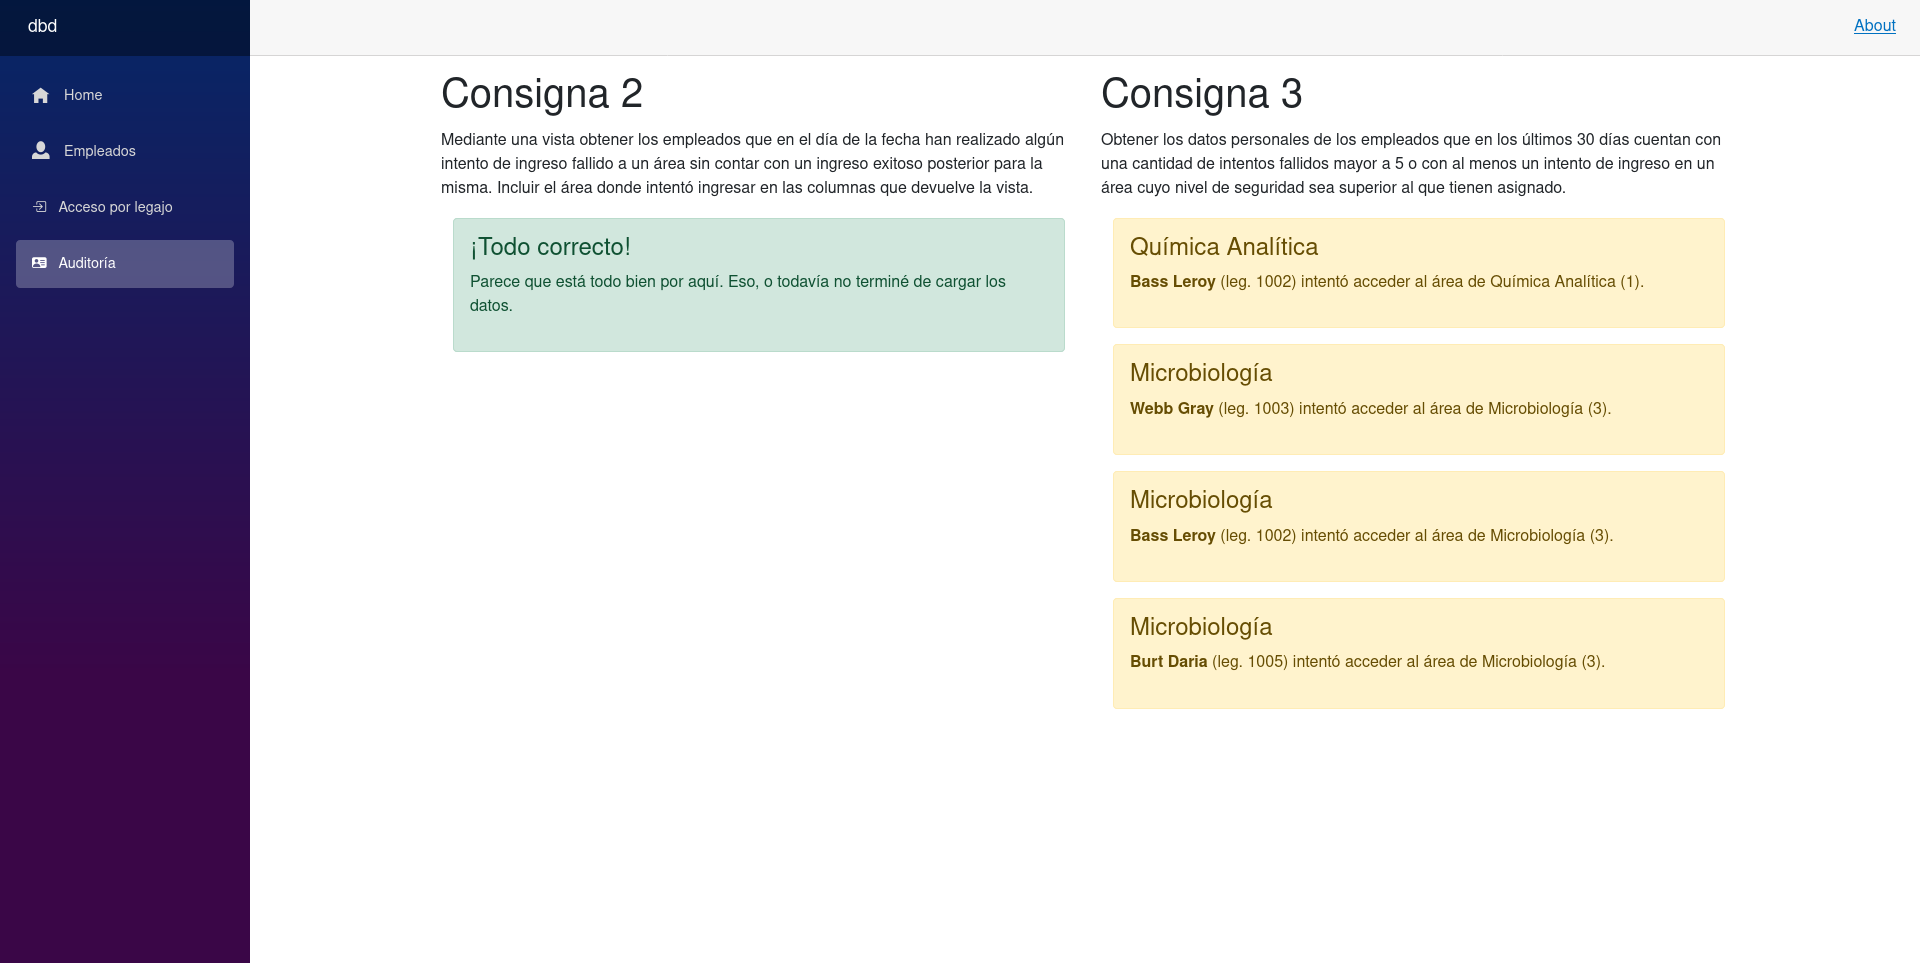 dbd
About
Home
Empleados
Acceso por legajo
Auditoría
Consigna 2
Mediante una vista obtener los empleados que en el día de la fecha han realizado algún
intento de ingreso fallido a un área sin contar con un ingreso exitoso posterior para la
misma. Incluir el área donde intentó ingresar en las columnas que devuelve la vista.
¡Todo correcto!
Parece que está todo bien por aquí. Eso, o todavía no terminé de cargar los
datos.
Consigna 3
Obtener los datos personales de los empleados que en los últimos 30 días cuentan con
una cantidad de intentos fallidos mayor a 5 o con al menos un intento de ingreso en un
área cuyo nivel de seguridad sea superior al que tienen asignado.
Química Analítica
Bass Leroy (leg. 1002) intentó acceder al área de Química Analítica (1).
Microbiología
Webb Gray (leg. 1003) intentó acceder al área de Microbiología (3).
Microbiología
Bass Leroy (leg. 1002) intentó acceder al área de Microbiología (3).
Microbiología
Burt Daria (leg. 1005) intentó acceder al área de Microbiología (3).